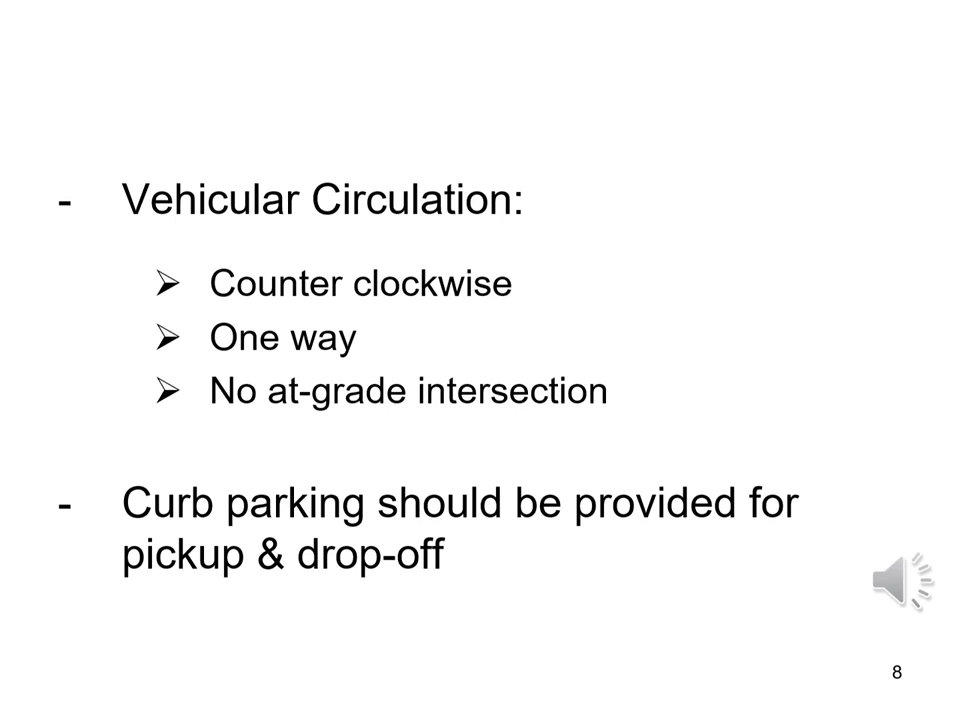 - Vehicular Circulation:
➢ Counter clockwise
➢ One way
➢ No at-grade intersection
- Curb parking should be provided for
pickup & drop-off
8